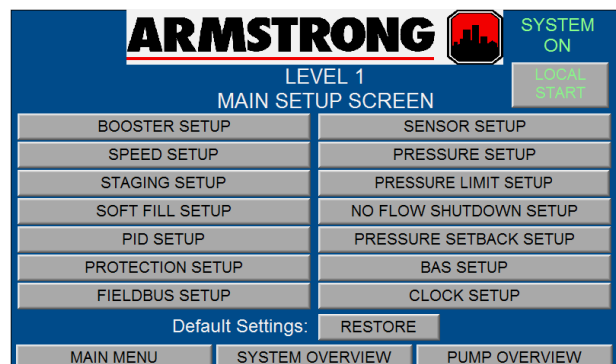 ARMSTRONG
SYSTEM
ON
LEVEL 1
MAIN SETUP SCREEN
LOCAL
START
BOOSTER SETUP
SENSOR SETUP
SPEED SETUP
PRESSURE SETUP
STAGING SETUP
PRESSURE LIMIT SETUP
SOFT FILL SETUP
NO FLOW SHUTDOWN SETUP
PID SETUP
PRESSURE SETBACK SETUP
PROTECTION SETUP
BAS SETUP
FIELDBUS SETUP
CLOCK SETUP
Default Settings: RESTORE
MAIN MENU
SYSTEM OVERVIEW
PUMP OVERVIEW